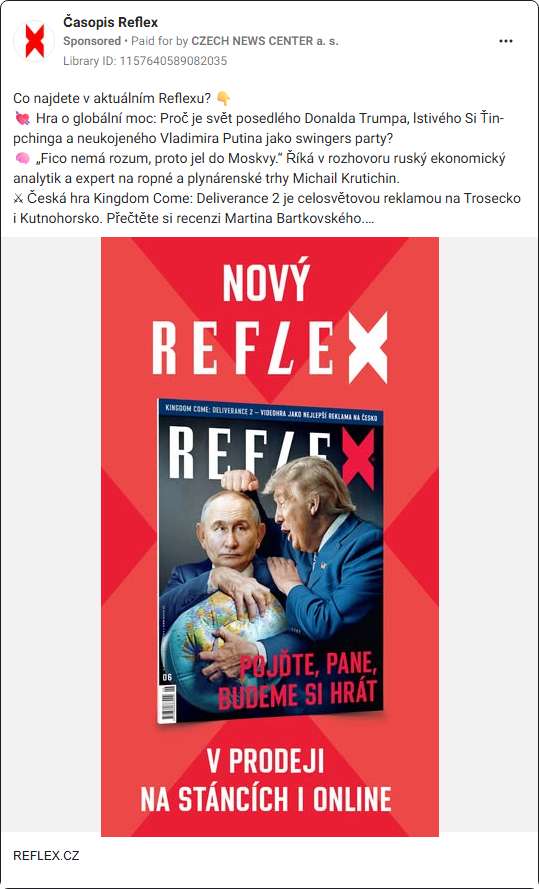 Časopis Reflex
Sponsored • Paid for by CZECH NEWS CENTER a. s.
Library ID: 1157640589082035
Co najdete v aktuálním Reflexu? 👇
💘 Hra o globální moc: Proč je svět posedlého Donalda Trumpa, lstivého Si Ťin-
pchinga a neukojeného Vladimira Putina jako swingers party?
🧠 „Fico nemá rozum, proto jel do Moskvy.“ Říká v rozhovoru ruský ekonomický
analytik a expert na ropné a plynárenské trhy Michail Krutichin.
⚔ Česká hra Kingdom Come: Deliverance 2 je celosvětovou reklamou na Trosecko
i Kutnohorsko. Přečtěte si recenzi Martina Bartkovského....
NOVÝ
REFLEX
KINGDOM COME: DELIVERANCE 2 – VIDEOHRA JAKO NEJLEPŠÍ REKLAMA NA ČESKO
REFLEX
POJĎTE, PANE,
BUDEME SI HRÁT
06
V PRODEJI
NA STÁNCÍCH I ONLINE
REFLEX.CZ